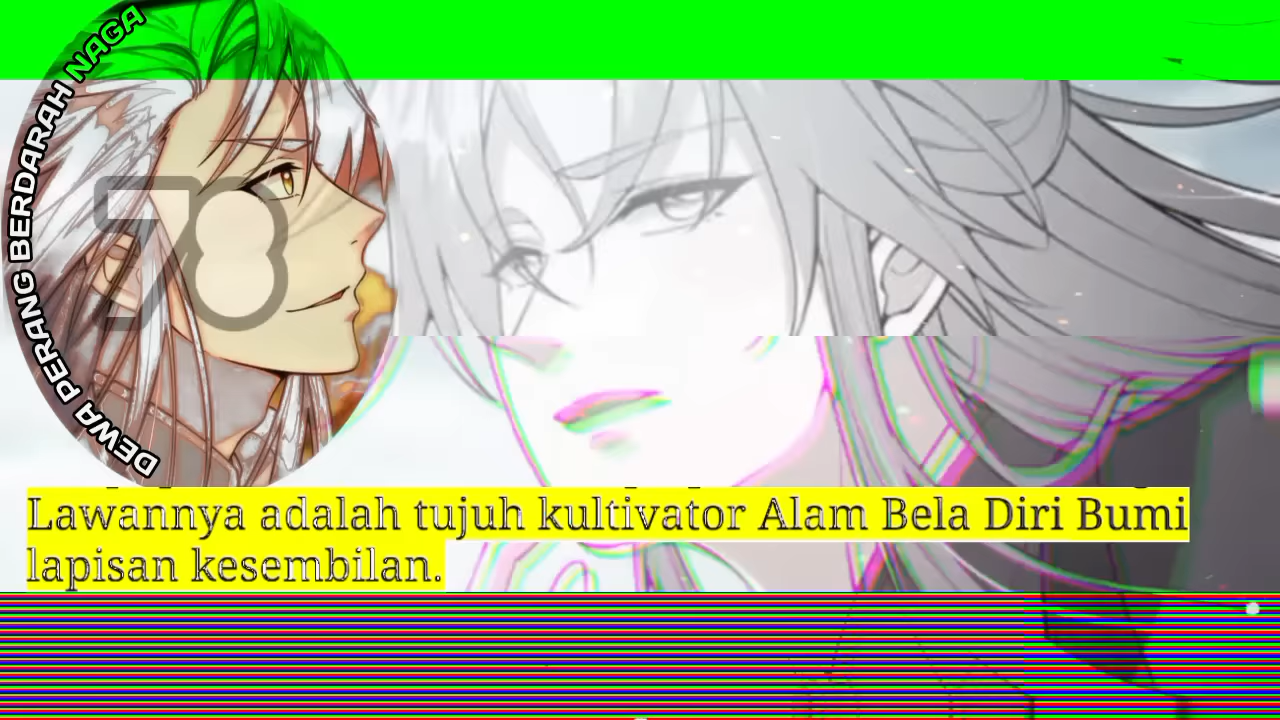 DEWA PERANG BERDARAH NAGA
78
Lawannya adalah tujuh kultivator Alam Bela Diri Bumi
lapisan kesembilan.